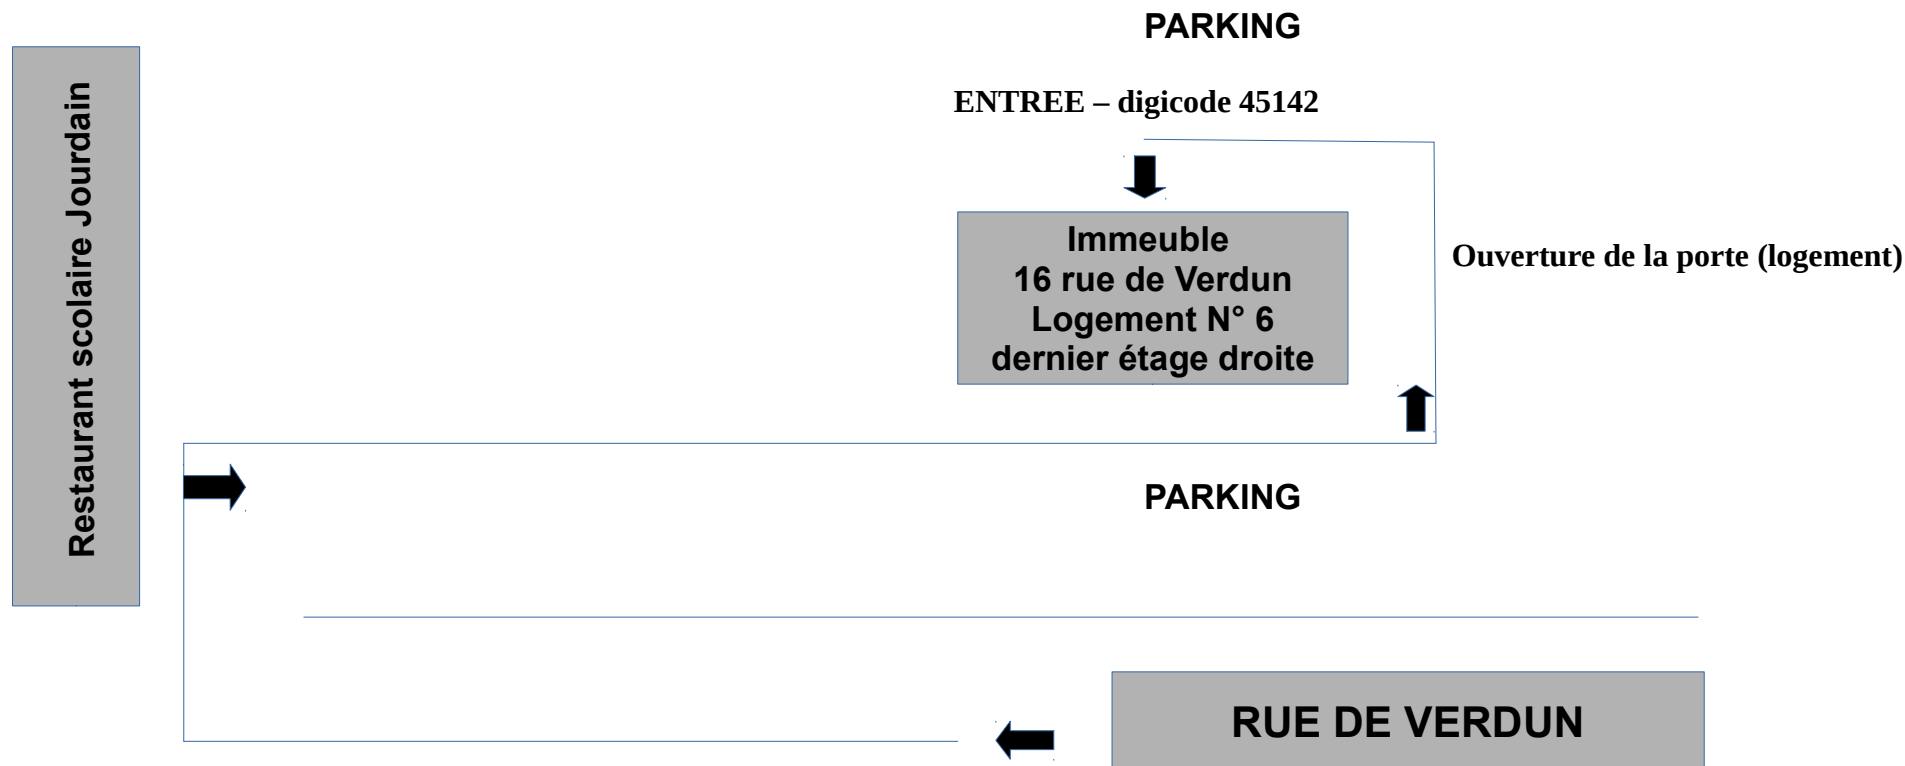 PARKING
Restaurant scolaire Jourdain
ENTREE – digicode 45142
Immeuble
16 rue de Verdun
Logement N° 6
dernier étage droite
Ouverture de la porte (logement)
PARKING
RUE DE VERDUN